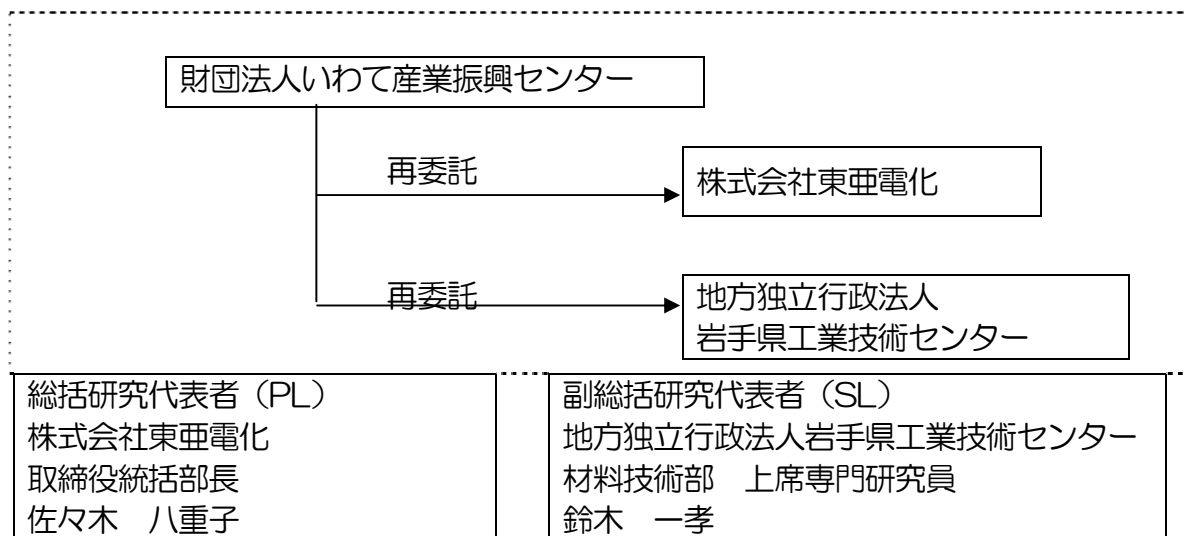 財団法人いわて産業振興センター
再委託
株式会社東亜電化
再委託
地方独立行政法人
岩手県工業技術センター
総括研究代表者（PL）
株式会社東亜電化
取締役統括部長
佐々木　八重子
副総括研究代表者（SL）
地方独立行政法人岩手県工業技術センター
材料技術部　上席専門研究員
鈴木　一孝